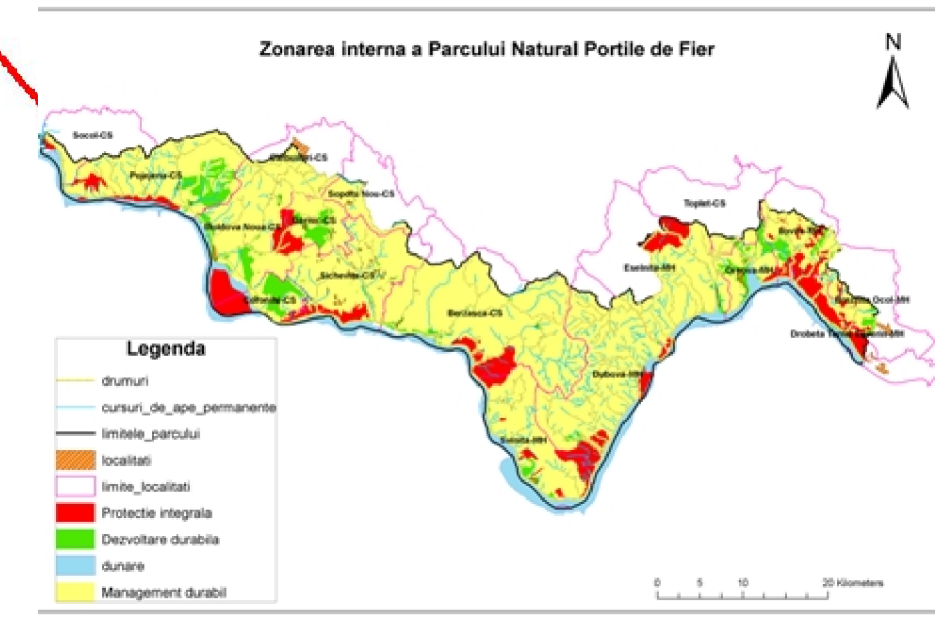 Zonarea interna a Parcului Natural Portile de Fier
N
Socol-CS
Pojejena-CS
Sopotu Nou-CS
Moldova Noua-CS
Garnic-CS
Sichevita-CS
Coronini-CS
Berzasca-CS
Toplet-CS
Eselnita-MH
Orsova-MH
Ocol-MH
Drobeta
Dubova-MH
Svinita-MH
Legenda
drumuri
cursuri_de_ape_permanente
limitele_parcului
localitati
limite_localitati
Protectie integrala
Dezvoltare durabila
dunare
Management durabil
0 5 10 20 Kilometers